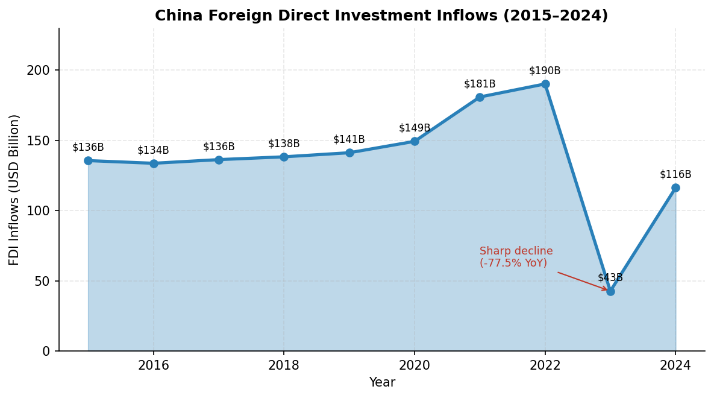 China Foreign Direct Investment Inflows (2015–2024)
FDI Inflows (USD Billion)
200
150
100
50
0
$136B
$134B
$136B
$138B
$141B
$149B
$181B
$190B
$43B
$116B
Sharp decline
(-77.5% YoY)
2016
2018
2020
2022
2024
Year